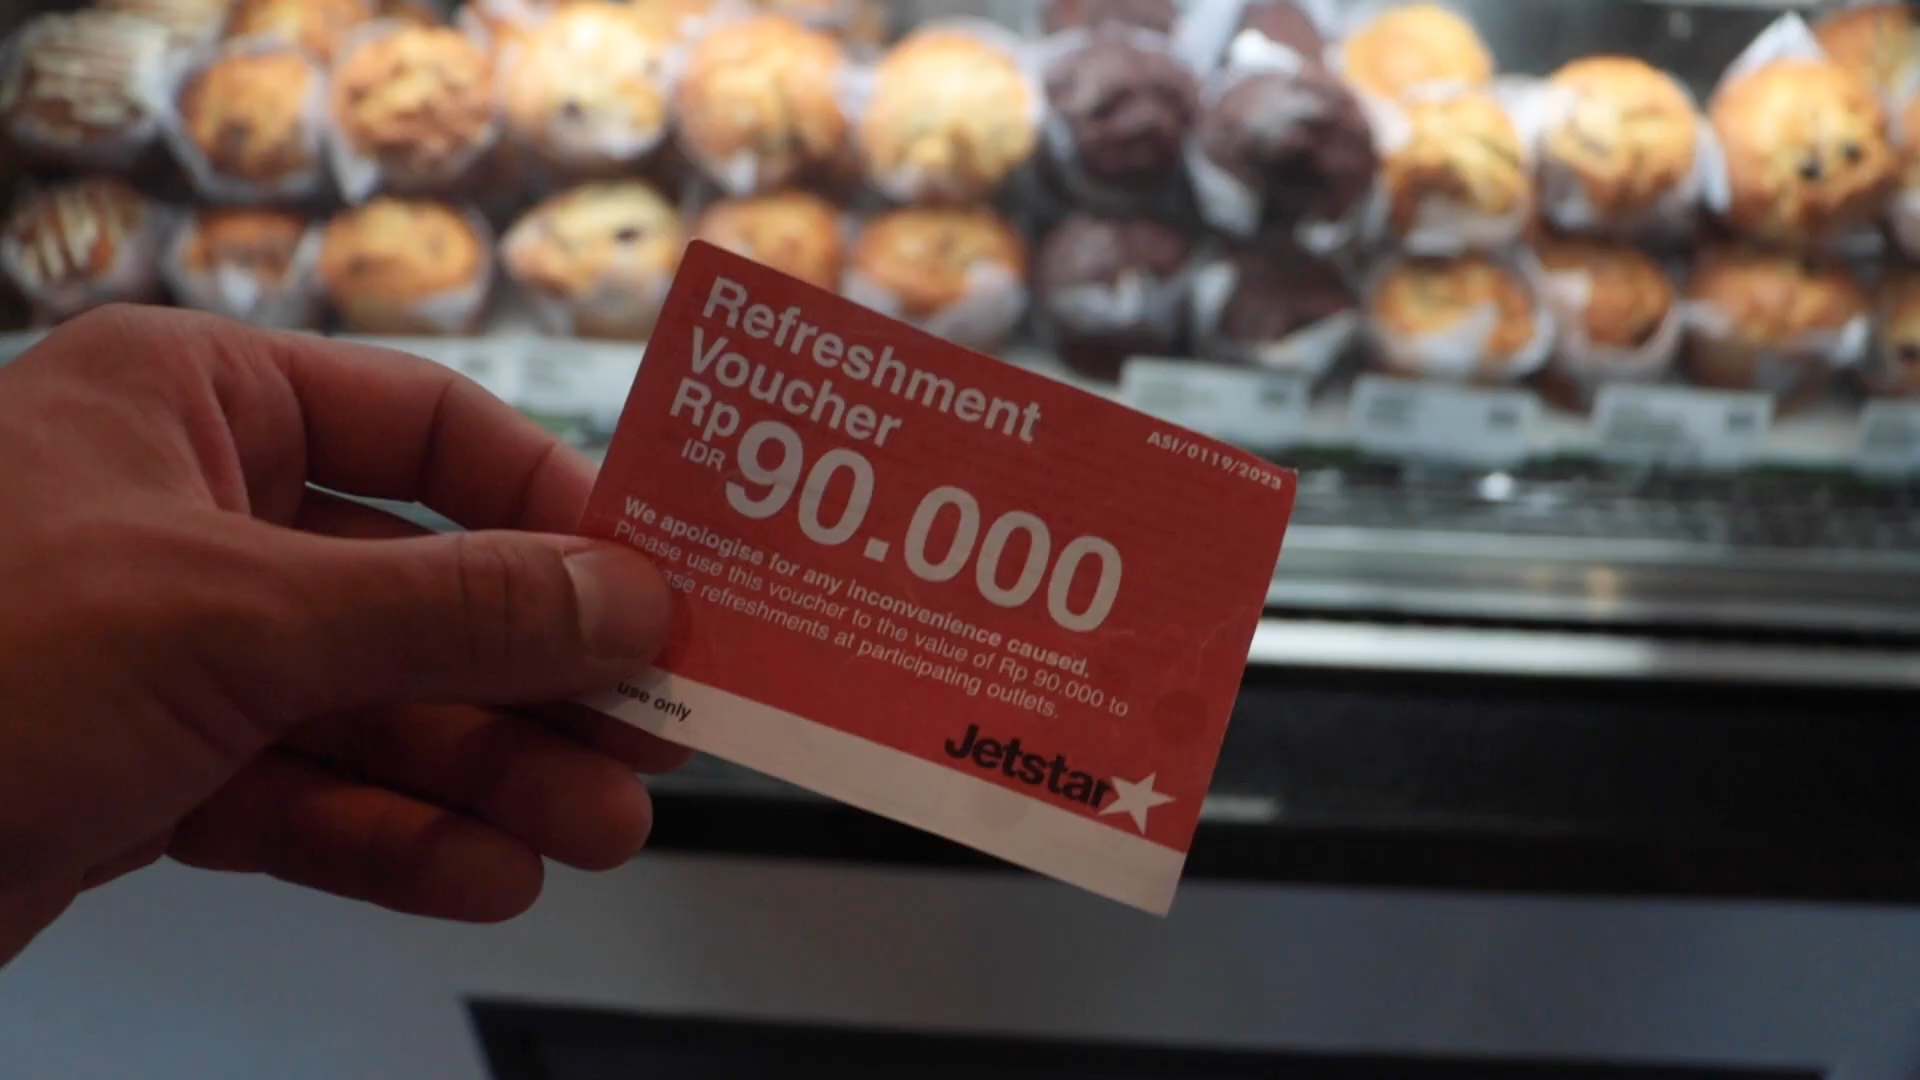 Refreshment
Voucher
ASI/0119/2023
Rp 90.000
IDR
We apologise for any inconvenience caused.
Please use this voucher to the value of Rp 90.000 to
refreshments at participating outlets.
use only
Jetstar